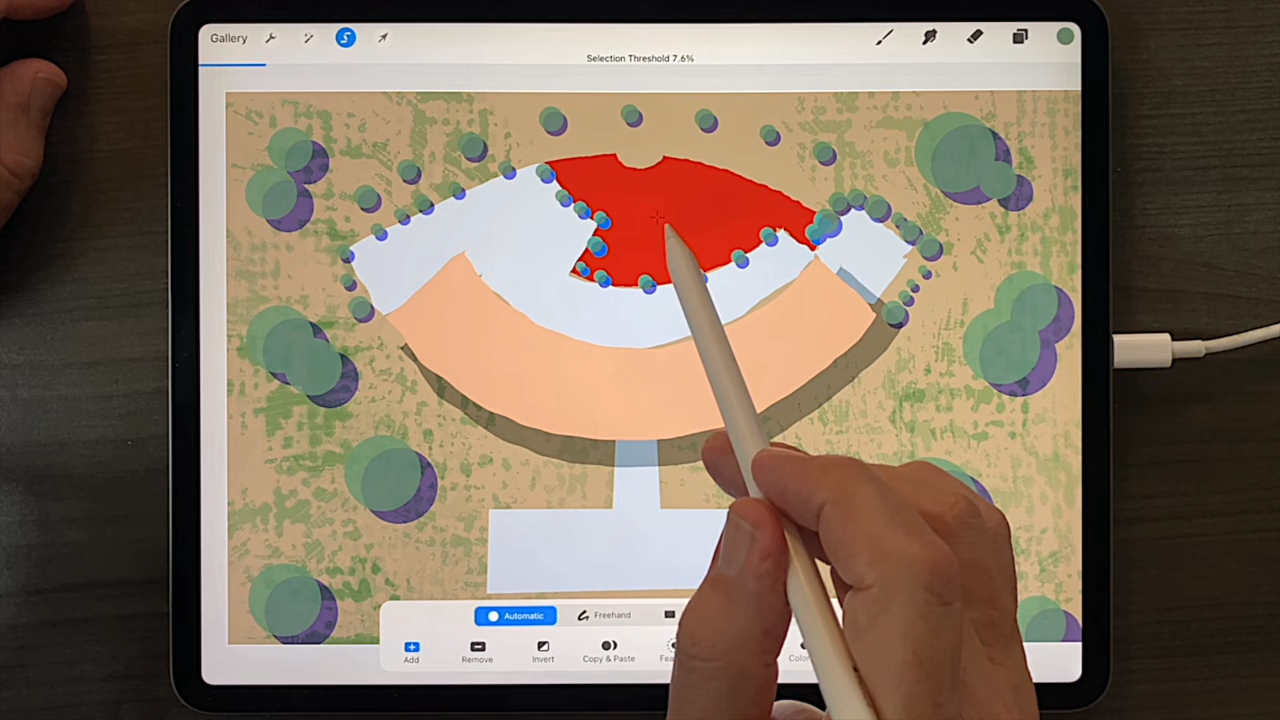 Gallery
Selection Threshold 7.6%
Automatic
Freehand
Add
Remove
Invert
Copy & Paste